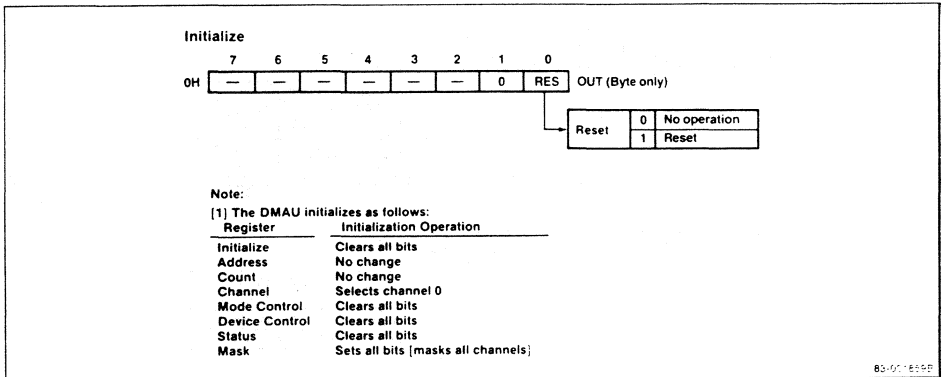 Initialize
7 6 5 4 3 2 1 0
0H — — — — — — 0 RES OUT (Byte only)
Reset 0 No operation
1 Reset
Note:
[1] The DMAU initializes as follows:
Register Initialization Operation
Initialize Clears all bits
Address No change
Count No change
Channel Selects channel 0
Mode Control Clears all bits
Device Control Clears all bits
Status Clears all bits
Mask Sets all bits [masks all channels]